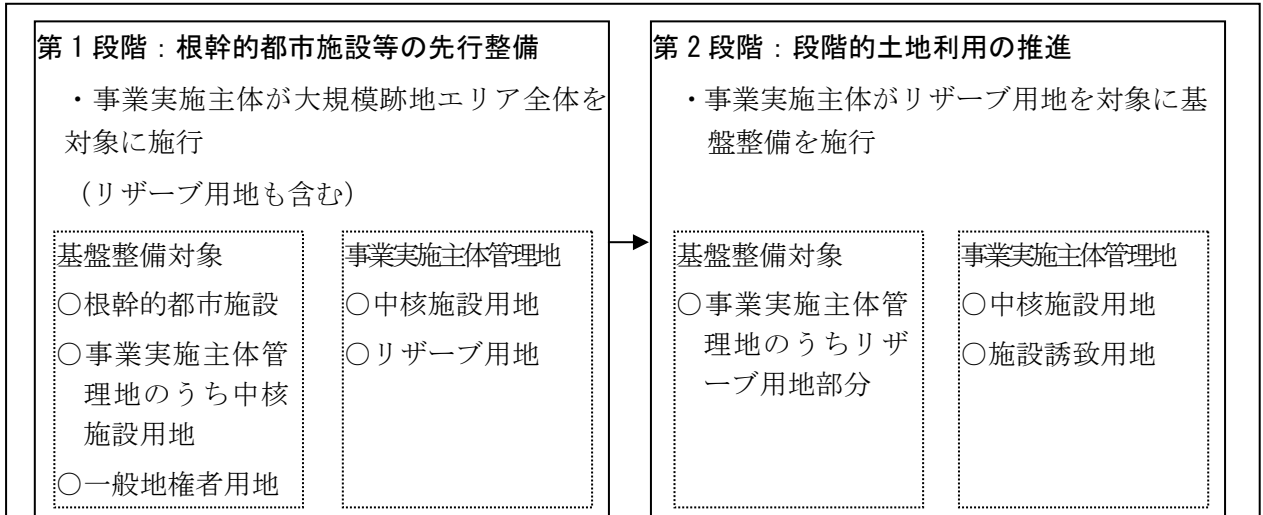 第1段階：根幹的都市施設等の先行整備
・事業実施主体が大規模跡地エリア全体を
対象に施行
（リザーブ用地も含む）
基盤整備対象
○根幹的都市施設
○事業実施主体管
理地のうち中核
施設用地
○一般地権者用地
事業実施主体管理地
○中核施設用地
○リザーブ用地
第2段階：段階的土地利用の推進
・事業実施主体がリザーブ用地を対象に基
盤整備を施行
基盤整備対象
○事業実施主体管
理地のうちリザ
ーブ用地部分
事業実施主体管理地
○中核施設用地
○施設誘致用地